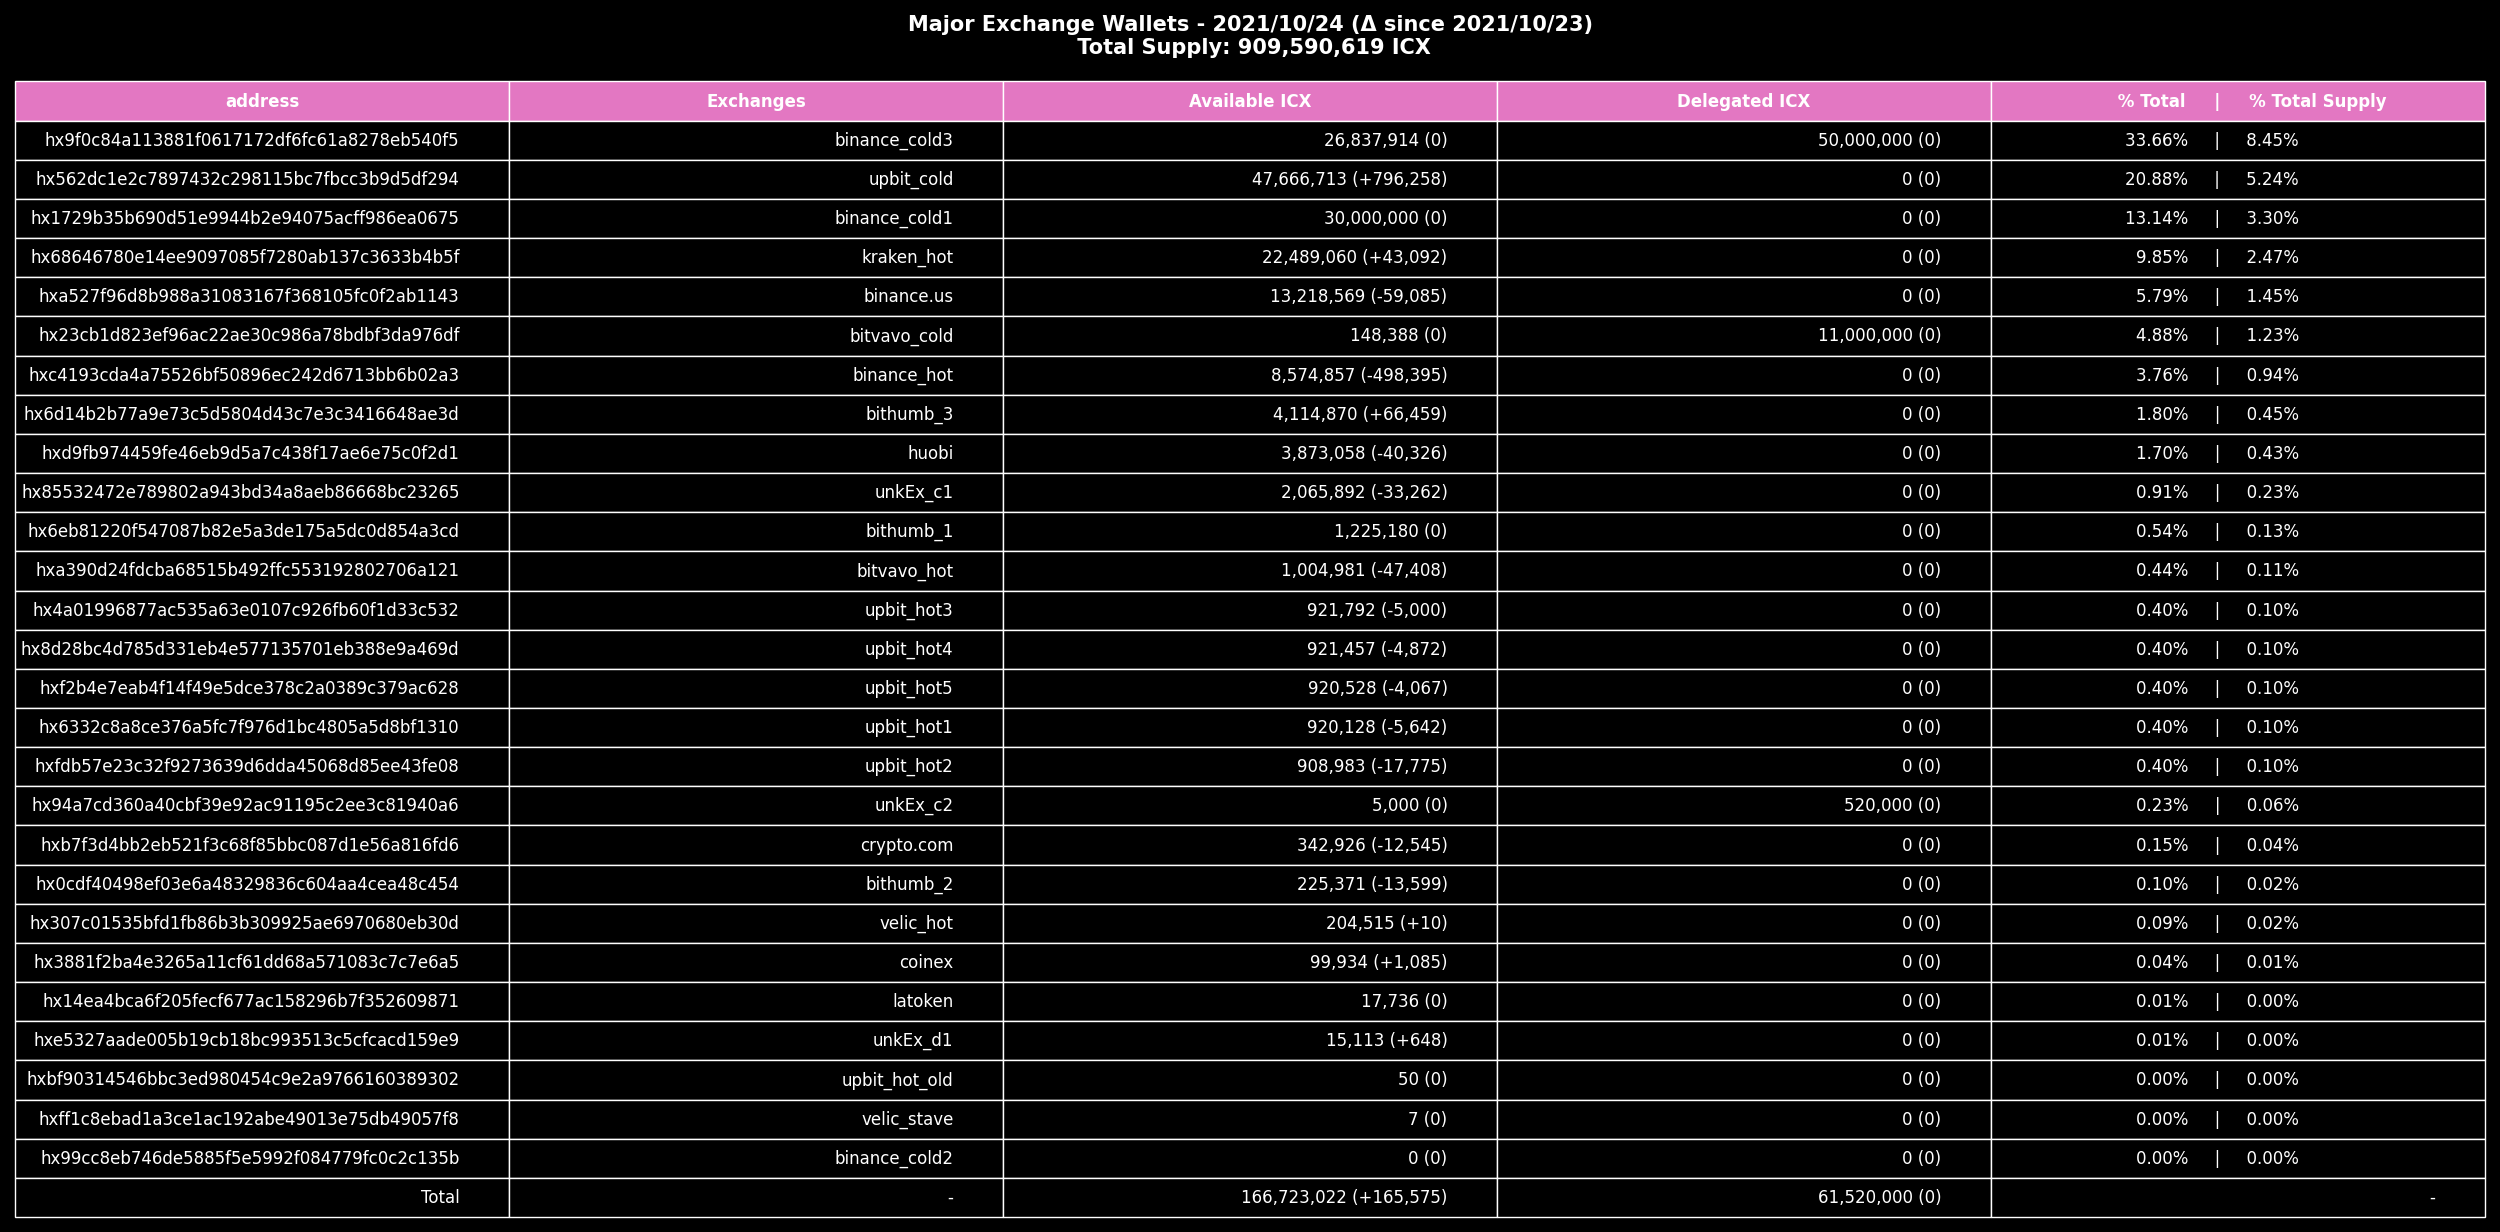 Major Exchange Wallets - 2021/10/24 (Δ since 2021/10/23)
Total Supply: 909,590,619 ICX
address Exchanges Available ICX Delegated ICX % Total | % Total Supply
hx9f0c84a113881f0617172df6fc61a8278eb540f5 binance_cold3 26,837,914 (0) 50,000,000 (0) 33.66% | 8.45%
hx562dc1e2c7897432c298115bc7fbcc3b9d5df294 upbit_cold 47,666,713 (+796,258) 0 (0) 20.88% | 5.24%
hx1729b35b690d51e9944b2e94075acff986ea0675 binance_cold1 30,000,000 (0) 0 (0) 13.14% | 3.30%
hx68646780e14ee9097085f7280ab137c3633b4b5f kraken_hot 22,489,060 (+43,092) 0 (0) 9.85% | 2.47%
hxa527f96d8b988a31083167f368105fc0f2ab1143 binance.us 13,218,569 (-59,085) 0 (0) 5.79% | 1.45%
hx23cb1d823ef96ac22ae30c986a78bdbf3da976df bitvavo_cold 148,388 (0) 11,000,000 (0) 4.88% | 1.23%
hxc4193cda4a75526bf50896ec242d6713bb6b02a3 binance_hot 8,574,857 (-498,395) 0 (0) 3.76% | 0.94%
hx6d14b2b77a9e73c5d5804d43c7e3c3416648ae3d bithumb_3 4,114,870 (+66,459) 0 (0) 1.80% | 0.45%
hxd9fb974459fe46eb9d5a7c438f17ae6e75c0f2d1 huobi 3,873,058 (-40,326) 0 (0) 1.70% | 0.43%
hx85532472e789802a943bd34a8aeb86668bc23265 unkEx_c1 2,065,892 (-33,262) 0 (0) 0.91% | 0.23%
hx6eb81220f547087b82e5a3de175a5dc0d854a3cd bithumb_1 1,225,180 (0) 0 (0) 0.54% | 0.13%
hxa390d24fdcba68515b492ffc553192802706a121 bitvavo_hot 1,004,981 (-47,408) 0 (0) 0.44% | 0.11%
hx4a01996877ac535a63e0107c926fb60f1d33c532 upbit_hot3 921,792 (-5,000) 0 (0) 0.40% | 0.10%
hx8d28bc4d785d331eb4e577135701eb388e9a469d upbit_hot4 921,457 (-4,872) 0 (0) 0.40% | 0.10%
hxf2b4e7eab4f14f49e5dce378c2a0389c379ac628 upbit_hot5 920,528 (-4,067) 0 (0) 0.40% | 0.10%
hx6332c8a8ce376a5fc7f976d1bc4805a5d8bf1310 upbit_hot1 920,128 (-5,642) 0 (0) 0.40% | 0.10%
hxfdb57e23c32f9273639d6dda45068d85ee43fe08 upbit_hot2 908,983 (-17,775) 0 (0) 0.40% | 0.10%
hx94a7cd360a40cbf39e92ac91195c2ee3c81940a6 unkEx_c2 5,000 (0) 520,000 (0) 0.23% | 0.06%
hxb7f3d4bb2eb521f3c68f85bbc087d1e56a816fd6 crypto.com 342,926 (-12,545) 0 (0) 0.15% | 0.04%
hx0cdf40498ef03e6a48329836c604aa4cea48c454 bithumb_2 225,371 (-13,599) 0 (0) 0.10% | 0.02%
hx307c01535bfd1fb86b3b309925ae6970680eb30d velic_hot 204,515 (+10) 0 (0) 0.09% | 0.02%
hx3881f2ba4e3265a11cf61dd68a571083c7c7e6a5 coinex 99,934 (+1,085) 0 (0) 0.04% | 0.01%
hx14ea4bca6f205fecf677ac158296b7f352609871 latoken 17,736 (0) 0 (0) 0.01% | 0.00%
hxe5327aade005b19cb18bc993513c5cfcacd159e9 unkEx_d1 15,113 (+648) 0 (0) 0.01% | 0.00%
hxbf90314546bbc3ed980454c9e2a9766160389302 upbit_hot_old 50 (0) 0 (0) 0.00% | 0.00%
hxff1c8ebad1a3ce1ac192abe49013e75db49057f8 velic_stave 7 (0) 0 (0) 0.00% | 0.00%
hx99cc8eb746de5885f5e5992f084779fc0c2c135b binance_cold2 0 (0) 0 (0) 0.00% | 0.00%
Total - 166,723,022 (+165,575) 61,520,000 (0) -